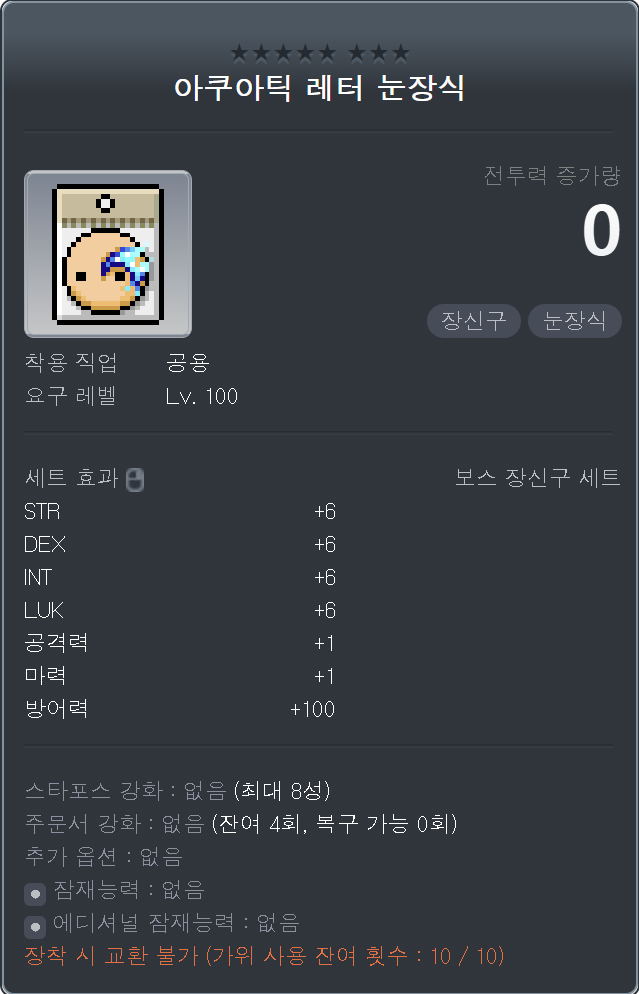 아쿠아틱 레터 눈장식
전투력 증가량
0
장신구 눈장식
착용 직업 공용
요구 레벨 Lv. 100
세트 효과 보스 장신구 세트
STR +6
DEX +6
INT +6
LUK +6
공격력 +1
마력 +1
방어력 +100
스타포스 강화 : 없음 (최대 8성)
주문서 강화 : 없음 (잔여 4회, 복구 가능 0회)
추가 옵션 : 없음
잠재능력 : 없음
에디셔널 잠재능력 : 없음
장착 시 교환 불가 (가위 사용 잔여 횟수 : 10 / 10)